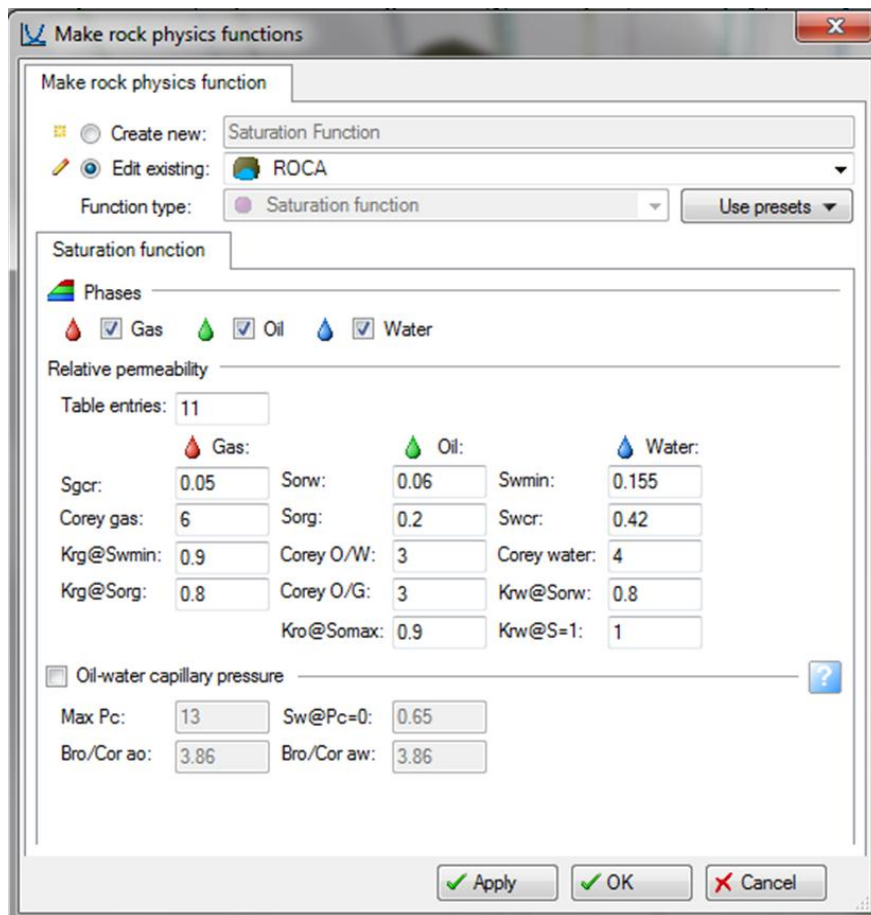 Make rock physics functions
Make rock physics function
Create new: Saturation Function
Edit existing: ROCA
Function type: Saturation function Use presets
Saturation function
Phases
Gas Oil Water
Relative permeability
Table entries: 11
Gas: Oil: Water:
Sgcr: 0.05 Sorw: 0.06 Swmin: 0.155
Corey gas: 6 Sorg: 0.2 Swcr: 0.42
Krg@Swmin: 0.9 Corey O/W: 3 Corey water: 4
Krg@Sorg: 0.8 Corey O/G: 3 Krw@Sorw: 0.8
Kro@Somax: 0.9 Krw@S=1: 1
Oil-water capillary pressure ?
Max Pc: 13 Sw@Pc=0: 0.65
Bro/Cor ao: 3.86 Bro/Cor aw: 3.86
Apply OK Cancel